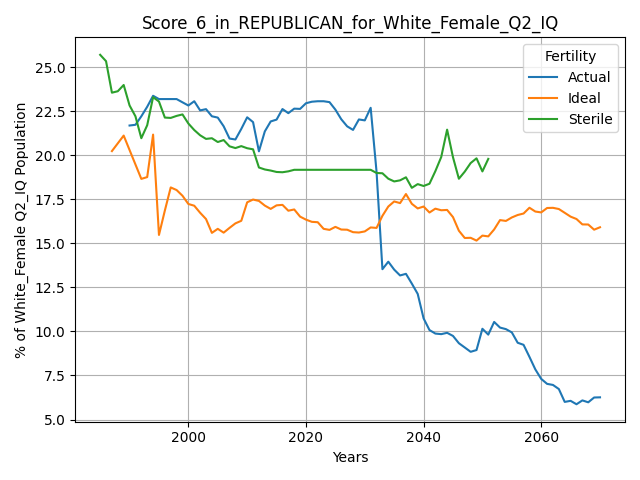 Score_6_in_REPUBLICAN_for_White_Female_Q2_IQ
% of White_Female Q2_IQ Population
25.0
22.5
20.0
17.5
15.0
12.5
10.0
7.5
5.0
Fertility
Actual
Ideal
Sterile
2000
2020
2040
2060
Years